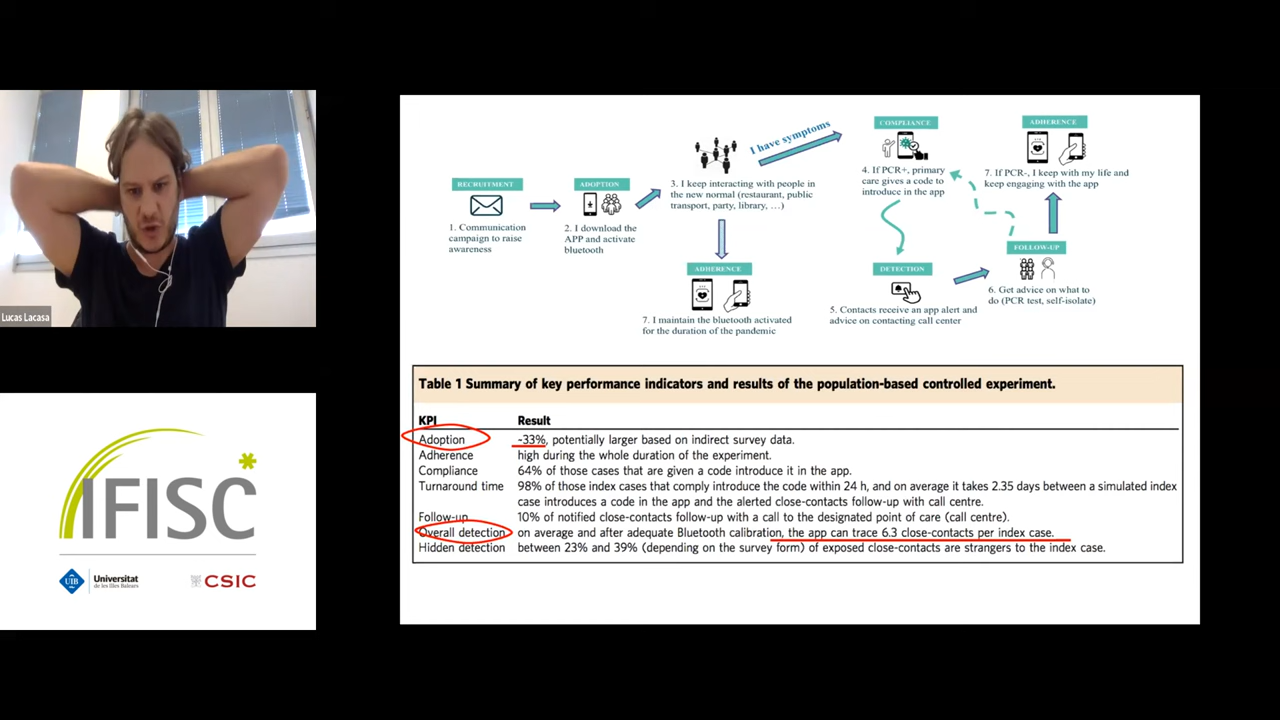 Lucas Lacasa
IFISC
UIB
Universitat
de les Illes Balears
CSIC
RECRUITMENT
1. Communication
campaign to raise
awareness
ADOPTION
2. I download the
APP and activate
bluetooth
3. I keep interacting with people in
the new normal (restaurant, public
transport, party, library, …)
I have symptoms
ADHERENCE
7. I maintain the bluetooth activated
for the duration of the pandemic
COMPLIANCE
4. If PCR+, primary
care gives a code to
introduce in the app
DETECTION
5. Contacts receive an app alert and
advice on contacting call center
FOLLOW-UP
6. Get advice on what to
do (PCR test, self-isolate)
ADHERENCE
7. If PCR-, I keep with my life and
keep engaging with the app
Table 1 Summary of key performance indicators and results of the population-based controlled experiment.
KPI Result
Adoption ~33%, potentially larger based on indirect survey data.
Adherence high during the whole duration of the experiment.
Compliance 64% of those cases that are given a code introduce it in the app.
Turnaround time 98% of those index cases that comply introduce the code within 24 h, and on average it takes 2.35 days between a simulated index
case introduces a code in the app and the alerted close-contacts follow-up with call centre.
Follow-up 10% of notified close-contacts follow-up with a call to the designated point of care (call centre).
Overall detection on average and after adequate Bluetooth calibration, the app can trace 6.3 close-contacts per index case.
Hidden detection between 23% and 39% (depending on the survey form) of exposed close-contacts are strangers to the index case.